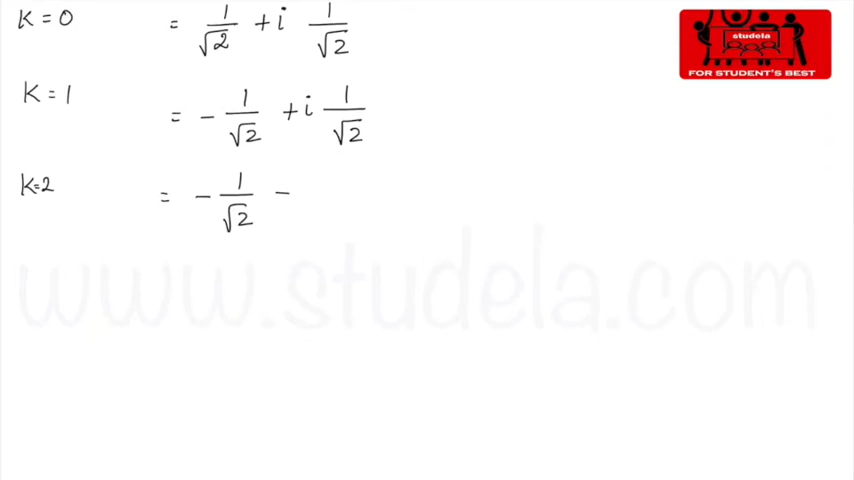 K = 0 = 1/√2 + i 1/√2
studela
FOR STUDENT'S BEST
K = 1 = - 1/√2 + i 1/√2
K=2 = - 1/√2 -
www.studela.com